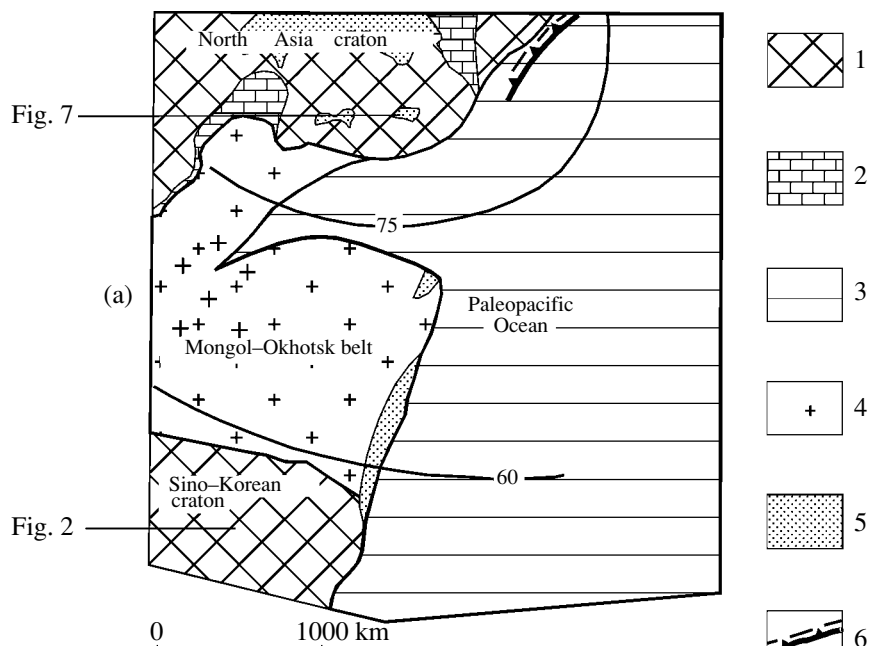 North Asia craton
1
Fig. 7
2
75
(a)
3
Paleopacific
Ocean
Mongol–Okhotsk belt
4
Sino–Korean
craton
60
Fig. 2
5
0 1000 km
6